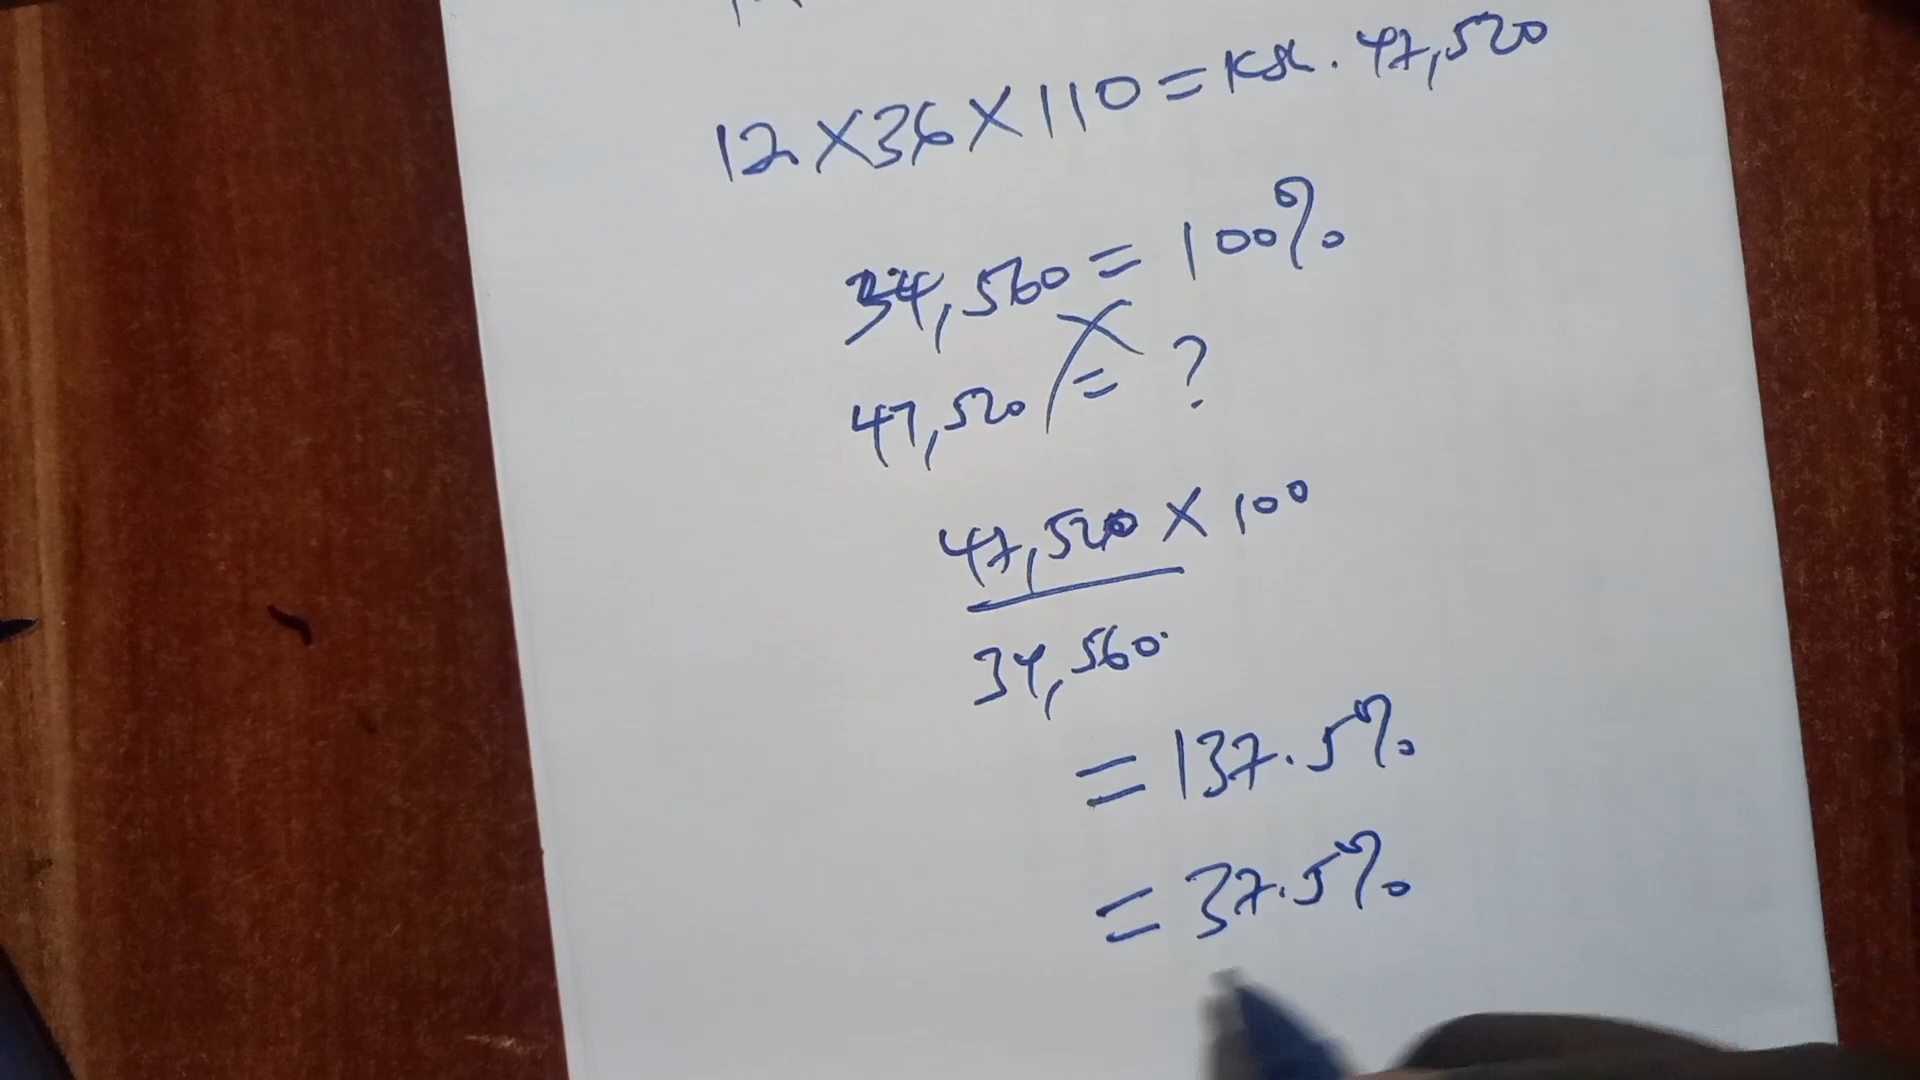 12 X 36 X 110 = Ksh. 47,520
34,560 = 100%
47,520 = ?
47,520 X 100
34,560
= 137.5%
= 37.5%